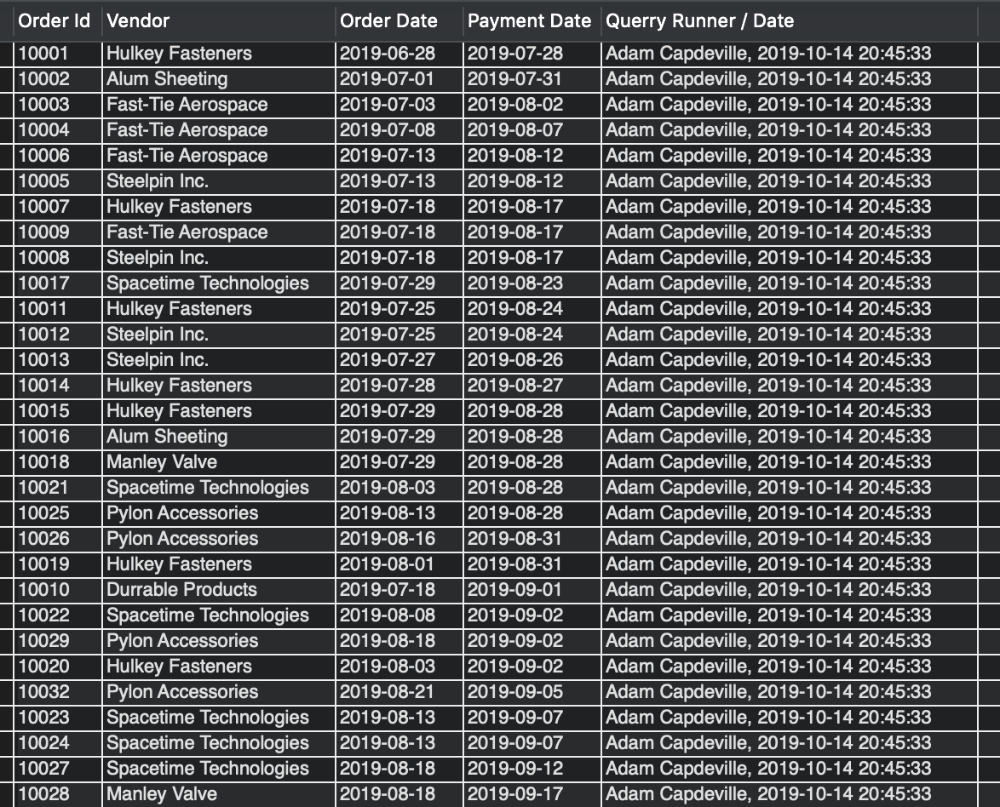 Order Id Vendor Order Date Payment Date Querry Runner / Date
10001 Hulkey Fasteners 2019-06-28 2019-07-28 Adam Capdeville, 2019-10-14 20:45:33
10002 Alum Sheeting 2019-07-01 2019-07-31 Adam Capdeville, 2019-10-14 20:45:33
10003 Fast-Tie Aerospace 2019-07-03 2019-08-02 Adam Capdeville, 2019-10-14 20:45:33
10004 Fast-Tie Aerospace 2019-07-08 2019-08-07 Adam Capdeville, 2019-10-14 20:45:33
10006 Fast-Tie Aerospace 2019-07-13 2019-08-12 Adam Capdeville, 2019-10-14 20:45:33
10005 Steelpin Inc. 2019-07-13 2019-08-12 Adam Capdeville, 2019-10-14 20:45:33
10007 Hulkey Fasteners 2019-07-18 2019-08-17 Adam Capdeville, 2019-10-14 20:45:33
10009 Fast-Tie Aerospace 2019-07-18 2019-08-17 Adam Capdeville, 2019-10-14 20:45:33
10008 Steelpin Inc. 2019-07-18 2019-08-17 Adam Capdeville, 2019-10-14 20:45:33
10017 Spacetime Technologies 2019-07-29 2019-08-23 Adam Capdeville, 2019-10-14 20:45:33
10011 Hulkey Fasteners 2019-07-25 2019-08-24 Adam Capdeville, 2019-10-14 20:45:33
10012 Steelpin Inc. 2019-07-25 2019-08-24 Adam Capdeville, 2019-10-14 20:45:33
10013 Steelpin Inc. 2019-07-27 2019-08-26 Adam Capdeville, 2019-10-14 20:45:33
10014 Hulkey Fasteners 2019-07-28 2019-08-27 Adam Capdeville, 2019-10-14 20:45:33
10015 Hulkey Fasteners 2019-07-29 2019-08-28 Adam Capdeville, 2019-10-14 20:45:33
10016 Alum Sheeting 2019-07-29 2019-08-28 Adam Capdeville, 2019-10-14 20:45:33
10018 Manley Valve 2019-07-29 2019-08-28 Adam Capdeville, 2019-10-14 20:45:33
10021 Spacetime Technologies 2019-08-03 2019-08-28 Adam Capdeville, 2019-10-14 20:45:33
10025 Pylon Accessories 2019-08-13 2019-08-28 Adam Capdeville, 2019-10-14 20:45:33
10026 Pylon Accessories 2019-08-16 2019-08-31 Adam Capdeville, 2019-10-14 20:45:33
10019 Hulkey Fasteners 2019-08-01 2019-08-31 Adam Capdeville, 2019-10-14 20:45:33
10010 Durrable Products 2019-07-18 2019-09-01 Adam Capdeville, 2019-10-14 20:45:33
10022 Spacetime Technologies 2019-08-08 2019-09-02 Adam Capdeville, 2019-10-14 20:45:33
10029 Pylon Accessories 2019-08-18 2019-09-02 Adam Capdeville, 2019-10-14 20:45:33
10020 Hulkey Fasteners 2019-08-03 2019-09-02 Adam Capdeville, 2019-10-14 20:45:33
10032 Pylon Accessories 2019-08-21 2019-09-05 Adam Capdeville, 2019-10-14 20:45:33
10023 Spacetime Technologies 2019-08-13 2019-09-07 Adam Capdeville, 2019-10-14 20:45:33
10024 Spacetime Technologies 2019-08-13 2019-09-07 Adam Capdeville, 2019-10-14 20:45:33
10027 Spacetime Technologies 2019-08-18 2019-09-12 Adam Capdeville, 2019-10-14 20:45:33
10028 Manley Valve 2019-08-18 2019-09-17 Adam Capdeville, 2019-10-14 20:45:33